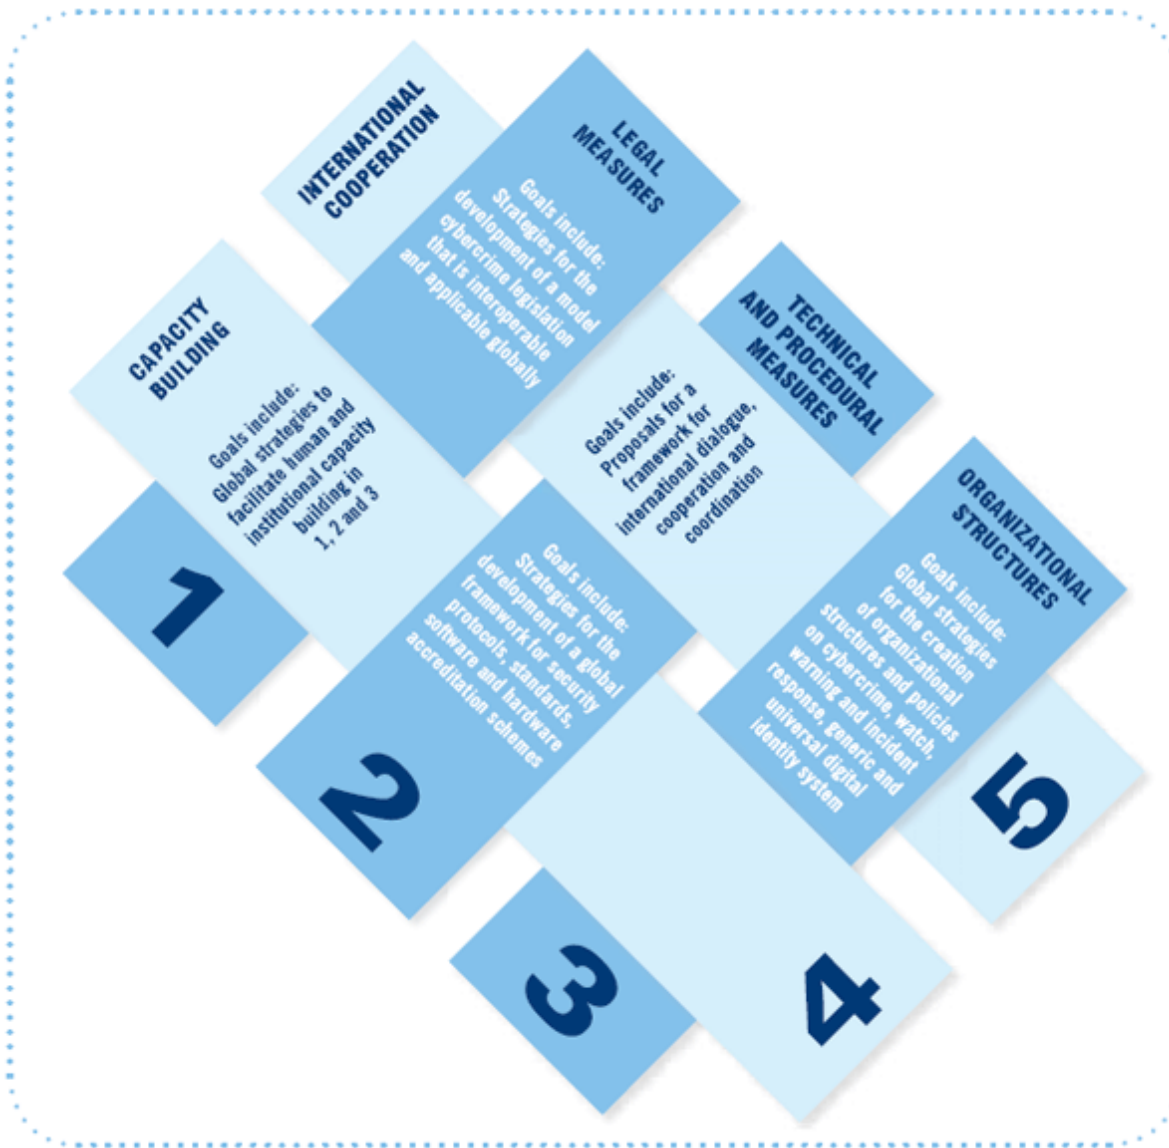 INTERNATIONAL
COOPERATION
LEGAL
MEASURES
Goals include:
Strategies for the
development of a model
cybercrime legislation
that is interoperable
and applicable globally
CAPACITY
BUILDING
Goals include:
Global strategies to
facilitate human and
institutional capacity
building in
1, 2 and 3
TECHNICAL
AND PROCEDURAL
MEASURES
Goals include:
Proposals for a
framework for
international dialogue,
cooperation and
coordination
ORGANIZATIONAL
STRUCTURES
Goals include:
Global strategies
for the creation
of organizational
structures and policies
on cybercrime, watch,
warning and incident
response, generic and
universal digital
identity system
1
Goals include:
Strategies for the
development of a global
framework for security
protocols, standards,
software and hardware
accreditation schemes
2
3
4
5